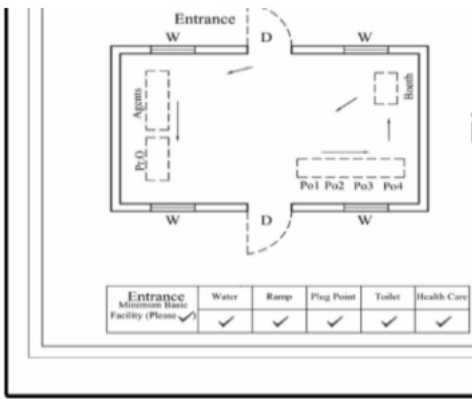 Entrance
W D W
Agents
Booth
Pr.O
Po1 Po2 Po3 Po4
W D W
Entrance Water Ramp Plug Point Toilet Health Care
Minimum Basic
Facility (Please ✓) ✓ ✓ ✓ ✓ ✓